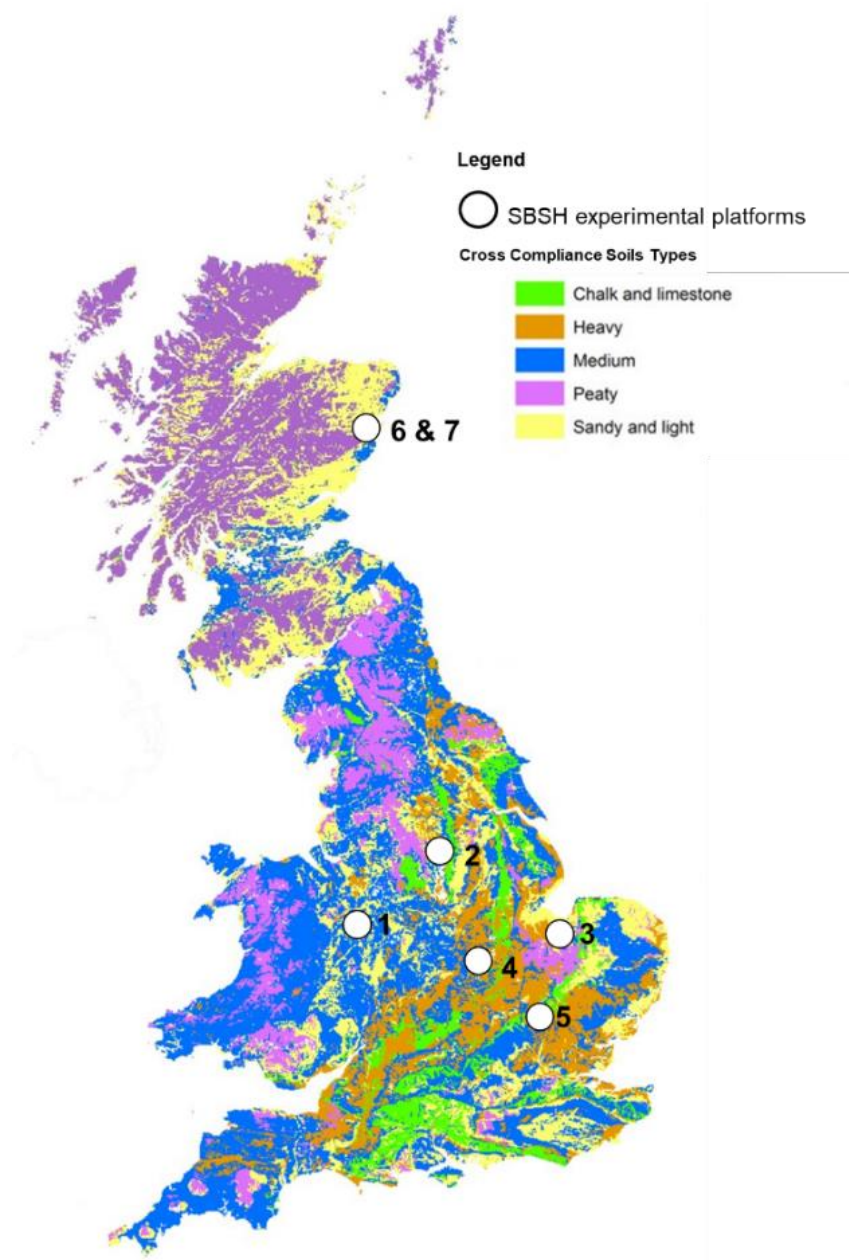 Legend
SBSH experimental platforms
Cross Compliance Soils Types
Chalk and limestone
Heavy
Medium
Peaty
Sandy and light
6 & 7
2
1
3
4
5